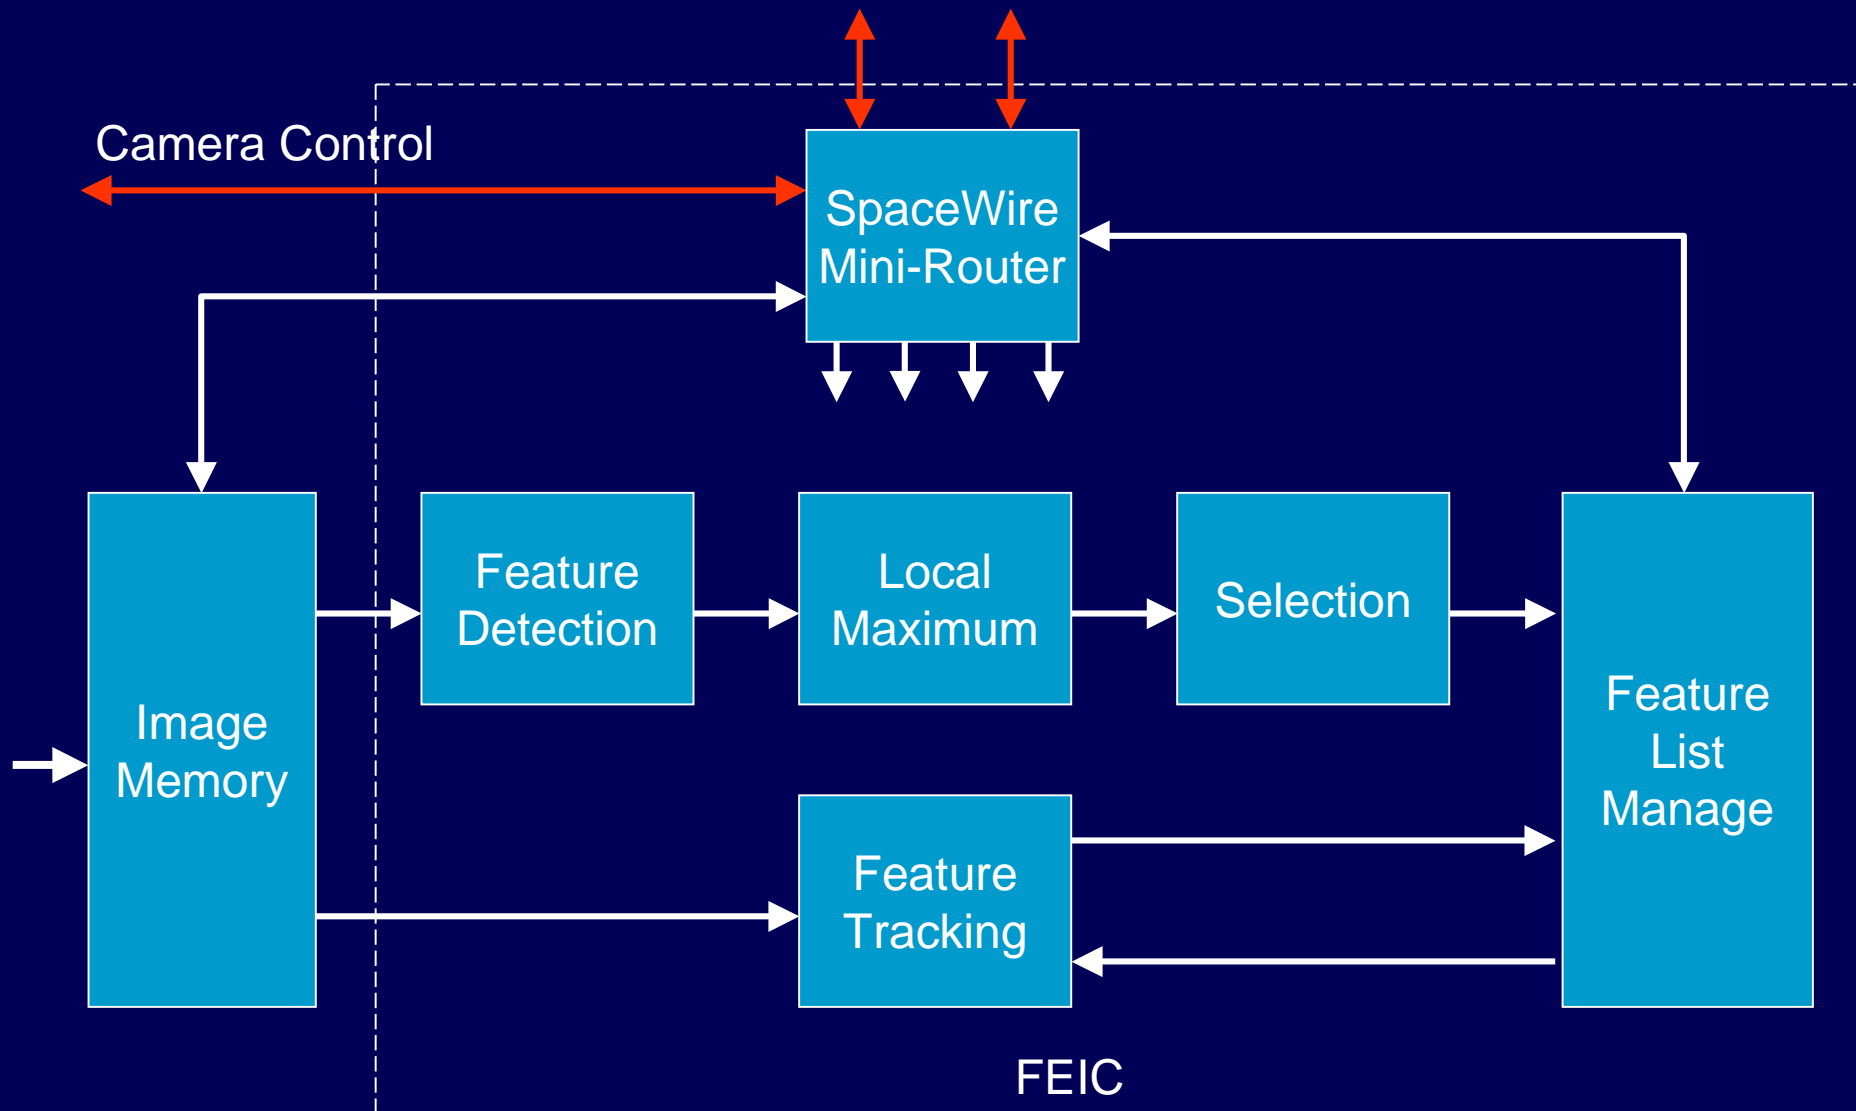 Camera Control
SpaceWire
Mini-Router
Feature
Detection
Local
Maximum
Selection
Image
Memory
Feature
List
Manage
Feature
Tracking
FEIC